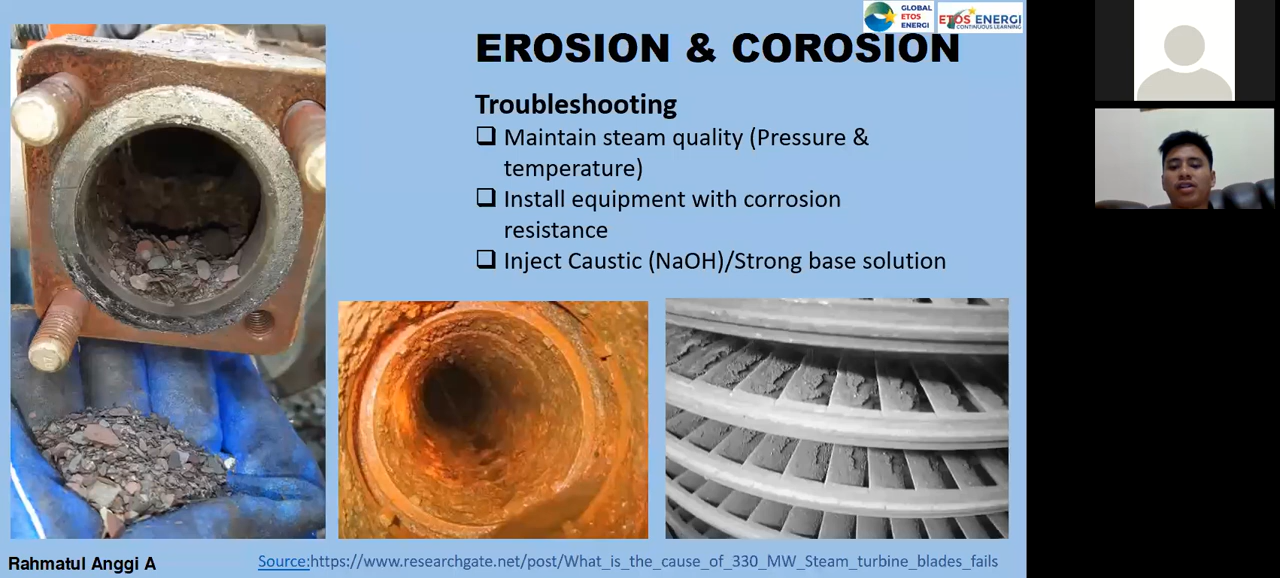 GLOBAL
ETOS
ENERGI
ETOS ENERGI
CONTINUOUS LEARNING
EROSION & COROSION
Troubleshooting
Maintain steam quality (Pressure &
temperature)
Install equipment with corrosion
resistance
Inject Caustic (NaOH)/Strong base solution
Rahmatul Anggi A
Source:https://www.researchgate.net/post/What_is_the_cause_of_330_MW_Steam_turbine_blades_fails